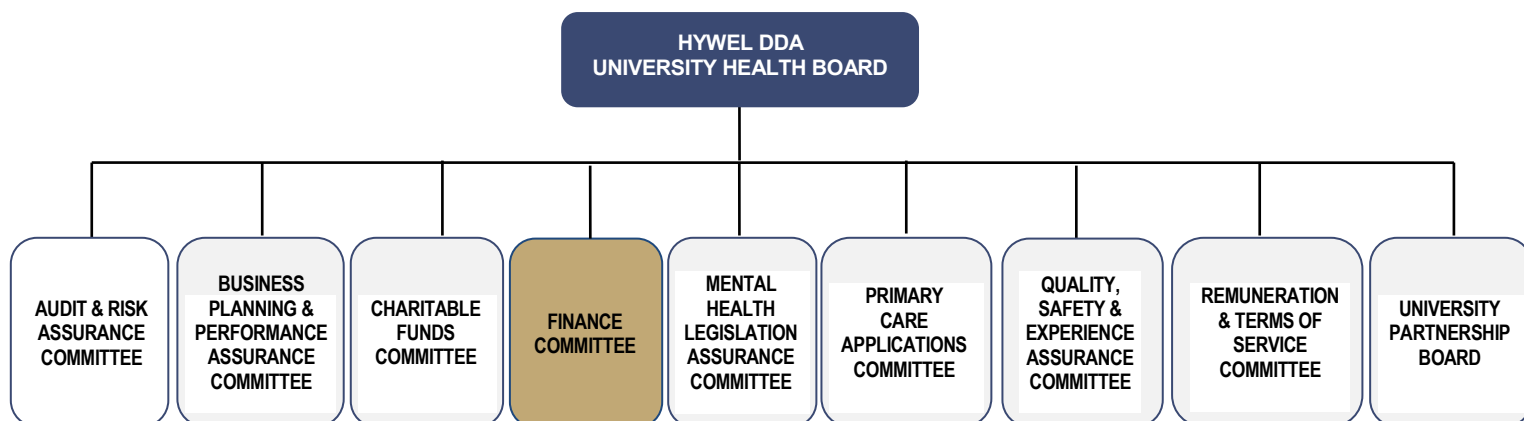 HYWEL DDA
UNIVERSITY HEALTH BOARD
AUDIT & RISK
ASSURANCE
COMMITTEE
BUSINESS
PLANNING &
PERFORMANCE
ASSURANCE
COMMITTEE
CHARITABLE
FUNDS
COMMITTEE
FINANCE
COMMITTEE
MENTAL
HEALTH
LEGISLATION
ASSURANCE
COMMITTEE
PRIMARY
CARE
APPLICATIONS
COMMITTEE
QUALITY,
SAFETY &
EXPERIENCE
ASSURANCE
COMMITTEE
REMUNERATION
& TERMS OF
SERVICE
COMMITTEE
UNIVERSITY
PARTNERSHIP
BOARD